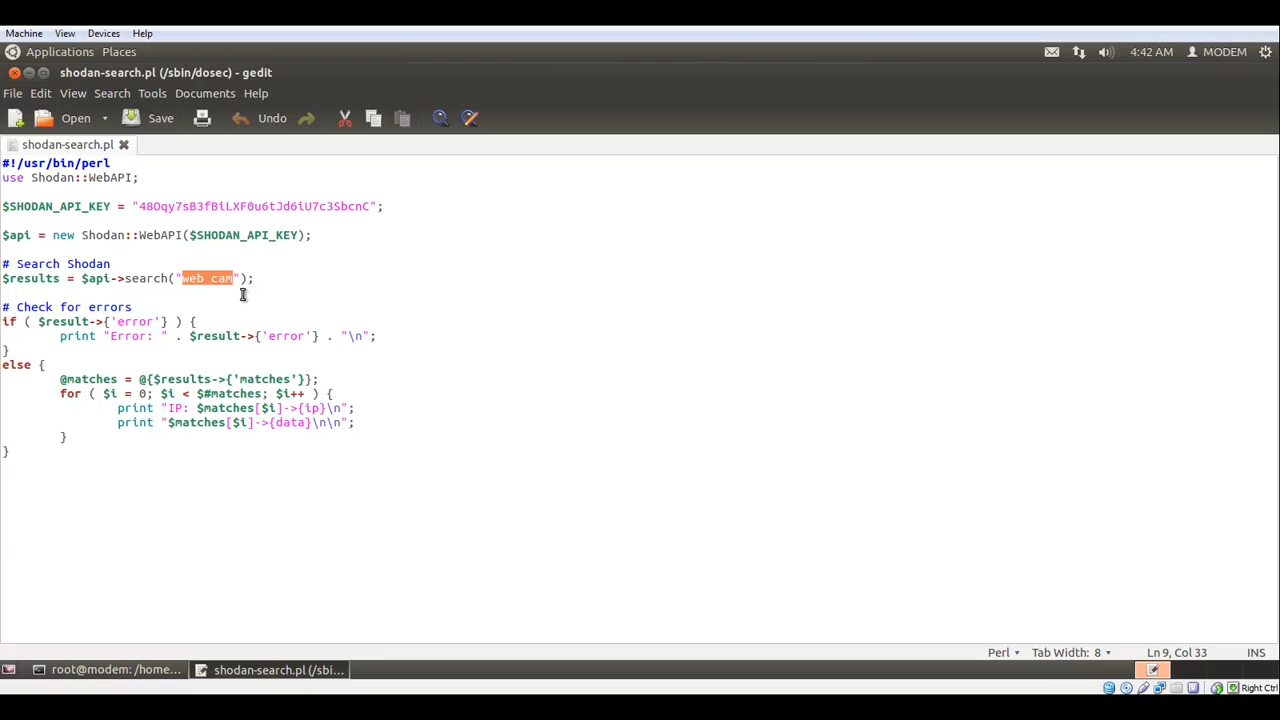 Machine View Devices Help
Applications Places 4:42 AM MODEM
shodan-search.pl (/sbin/dosec) - gedit
File Edit View Search Tools Documents Help
Open Save Undo
shodan-search.pl
#!/usr/bin/perl
use Shodan::WebAPI;
$SHODAN_API_KEY = "48Oqy7sB3fBiLXF0u6tJd6iU7c3SbcnC";
$api = new Shodan::WebAPI($SHODAN_API_KEY);
# Search Shodan
$results = $api->search("web cam");
# Check for errors
if ( $result->{'error'} ) {
print "Error: " . $result->{'error'} . "\n";
}
else {
@matches = @{$results->{'matches'}};
for ( $i = 0; $i < $#matches; $i++ ) {
print "IP: $matches[$i]->{ip}\n";
print "$matches[$i]->{data}\n\n";
}
}
Perl Tab Width: 8 Ln 9, Col 33 INS
root@modem: /home... shodan-search.pl (/sbi...
Right Ctrl